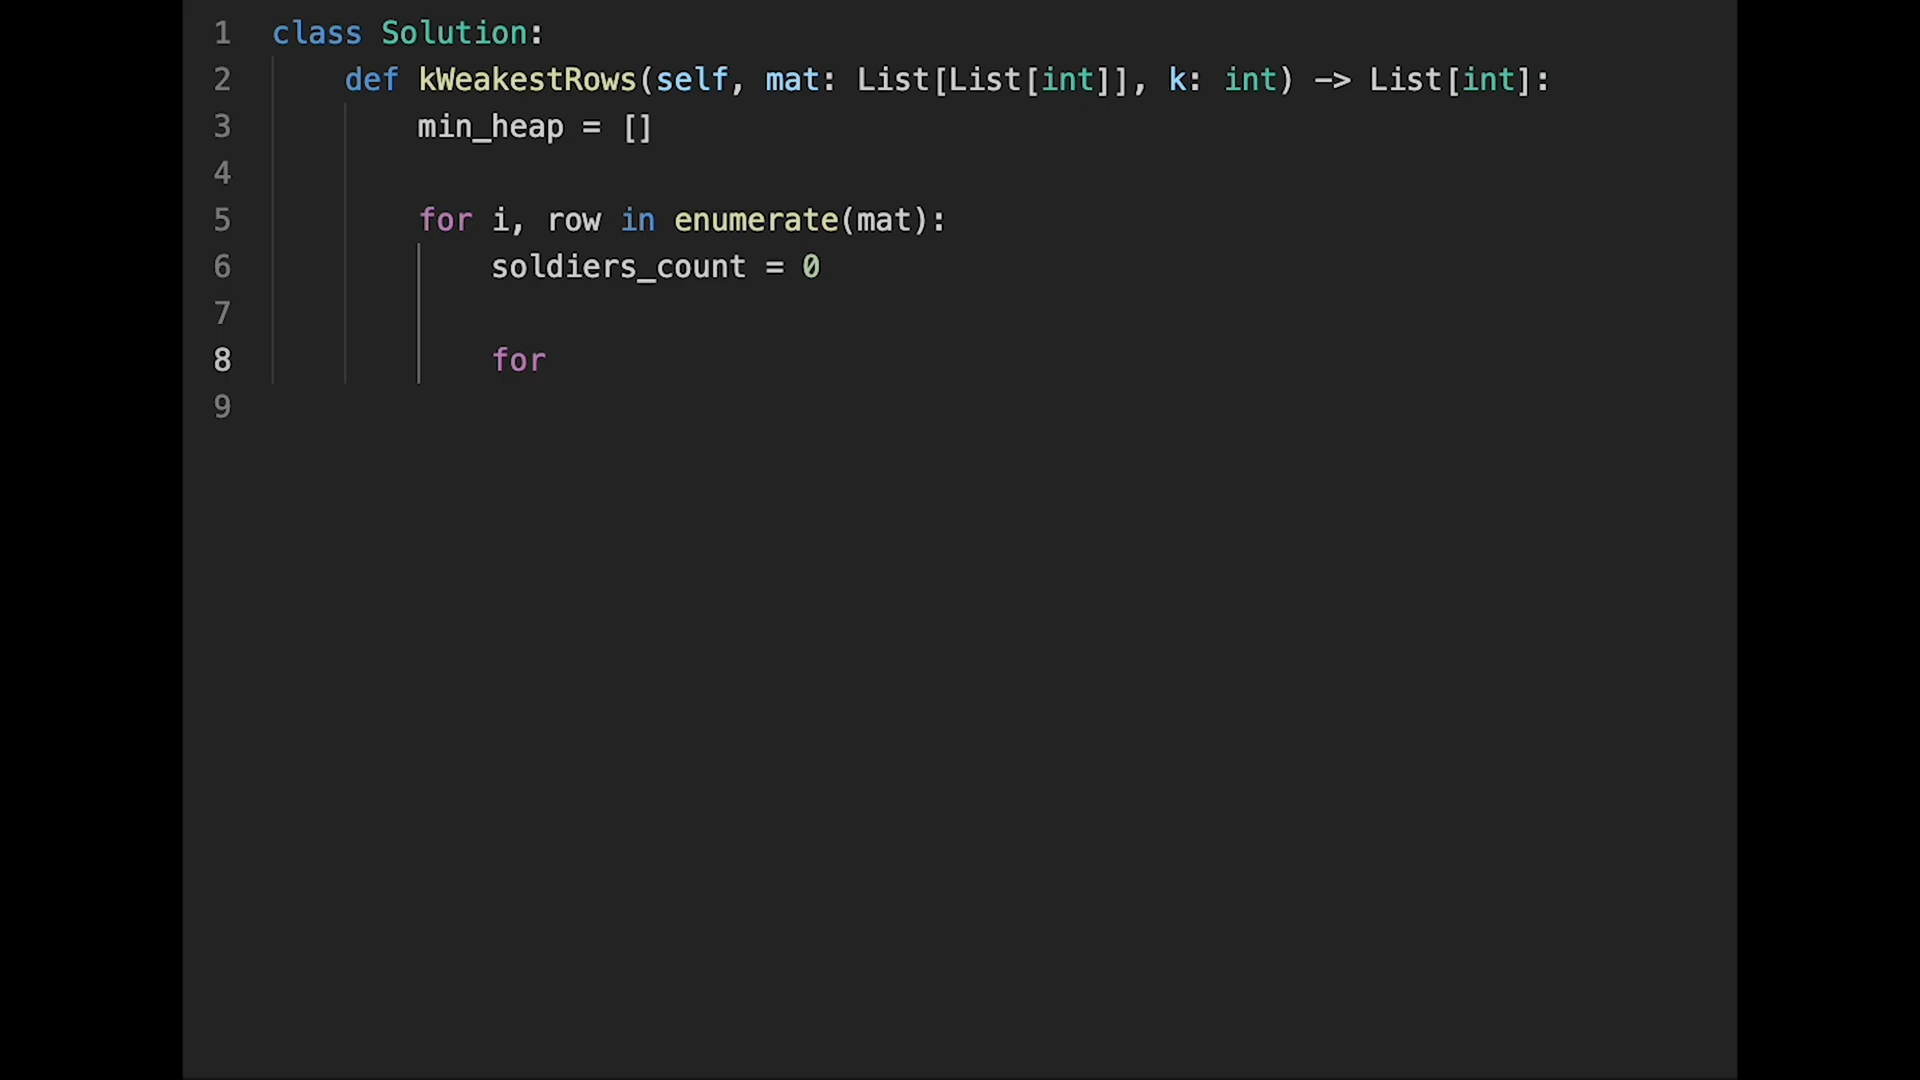 1 class Solution:
2 def kWeakestRows(self, mat: List[List[int]], k: int) -> List[int]:
3 min_heap = []
4
5 for i, row in enumerate(mat):
6 soldiers_count = 0
7
8 for
9